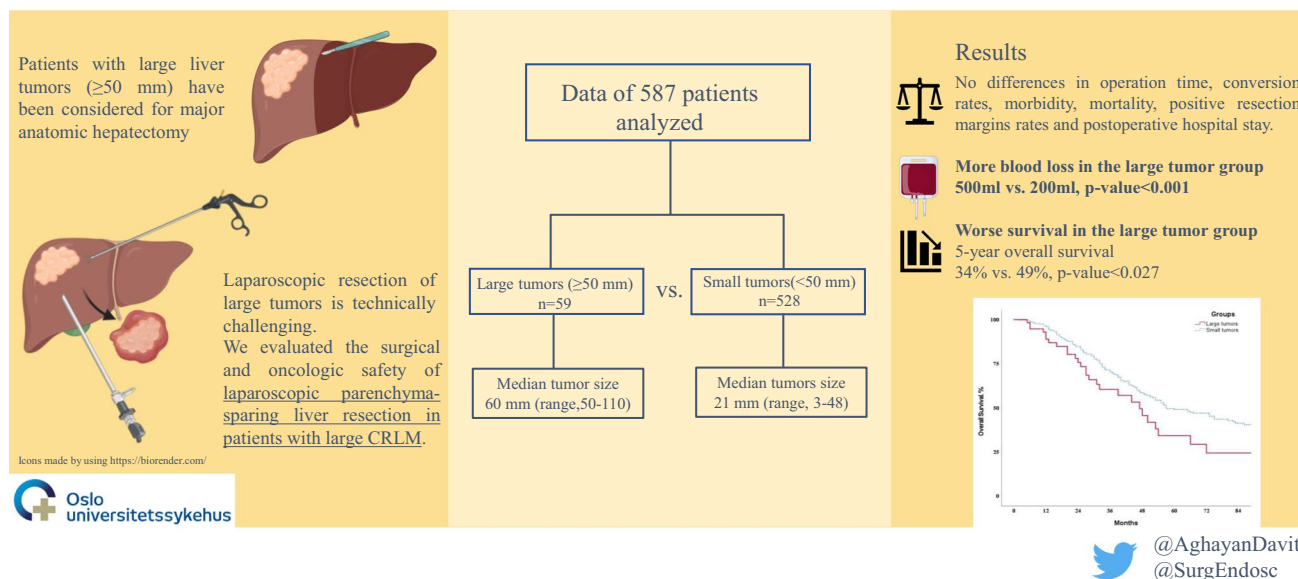 Patients with large liver
tumors (≥50 mm) have
been considered for major
anatomic hepatectomy
Laparoscopic resection of
large tumors is technically
challenging.
We evaluated the surgical
and oncologic safety of
laparoscopic parenchyma-
sparing liver resection in
patients with large CRLM.
Icons made by using https://biorender.com/
Oslo
universitetssykehus
Data of 587 patients
analyzed
Large tumors (≥50 mm)
n=59
vs.
Small tumors(<50 mm)
n=528
Median tumor size
60 mm (range,50-110)
Median tumors size
21 mm (range, 3-48)
Results
No differences in operation time, conversion
rates, morbidity, mortality, positive resection
margins rates and postoperative hospital stay.
More blood loss in the large tumor group
500ml vs. 200ml, p-value<0.001
Worse survival in the large tumor group
5-year overall survival
34% vs. 49%, p-value<0.027
Groups
Large tumors
Small tumors
Overall Survival,%
100
75
50
25
0
0 12 24 36 48 60 72 84
Months
@AghayanDavit
@SurgEndosc